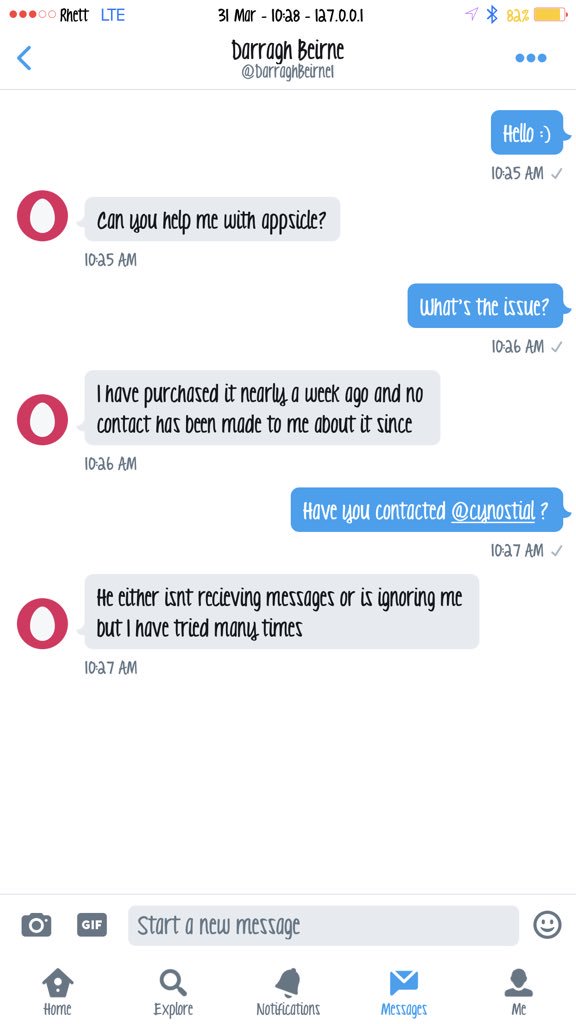 Rhett LTE 31 Mar - 10:28 - 127.0.0.1 82%
Darragh Beirne
@DarraghBeirne1
Hello :)
10:25 AM ✓
Can you help me with appsicle?
10:25 AM
What's the issue?
10:26 AM ✓
I have purchased it nearly a week ago and no
contact has been made to me about it since
10:26 AM
Have you contacted @cynostial ?
10:27 AM ✓
He either isnt recieving messages or is ignoring me
but I have tried many times
10:27 AM
GIF Start a new message
Home Explore Notifications Messages Me